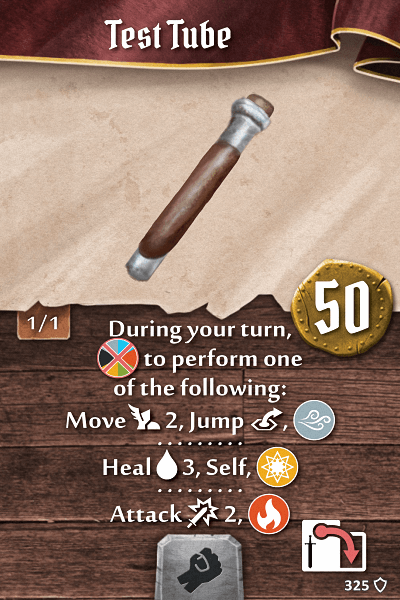 Test Tube
50
1/1
During your turn,
to perform one
of the following:
Move 2, Jump ,
Heal 3, Self,
Attack 2,
325